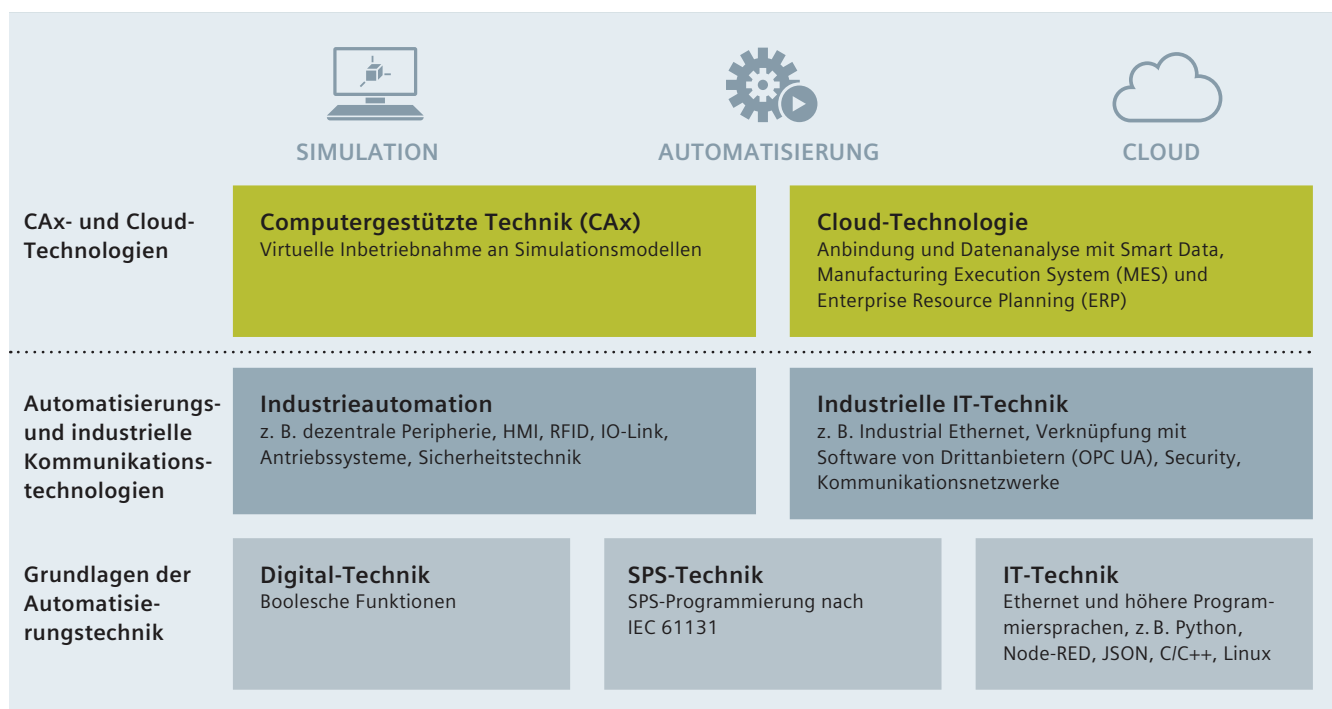 SIMULATION
AUTOMATISIERUNG
CLOUD
CAx- und Cloud-
Technologien
Computergestützte Technik (CAx)
Virtuelle Inbetriebnahme an Simulationsmodellen
Cloud-Technologie
Anbindung und Datenanalyse mit Smart Data,
Manufacturing Execution System (MES) und
Enterprise Resource Planning (ERP)
Automatisierungs-
und industrielle
Kommunikations-
technologien
Industrieautomation
z. B. dezentrale Peripherie, HMI, RFID, IO-Link,
Antriebssysteme, Sicherheitstechnik
Industrielle IT-Technik
z. B. Industrial Ethernet, Verknüpfung mit
Software von Drittanbietern (OPC UA), Security,
Kommunikationsnetzwerke
Grundlagen der
Automatisie-
rungstechnik
Digital-Technik
Boolesche Funktionen
SPS-Technik
SPS-Programmierung nach
IEC 61131
IT-Technik
Ethernet und höhere Program-
miersprachen, z. B. Python,
Node-RED, JSON, C/C++, Linux